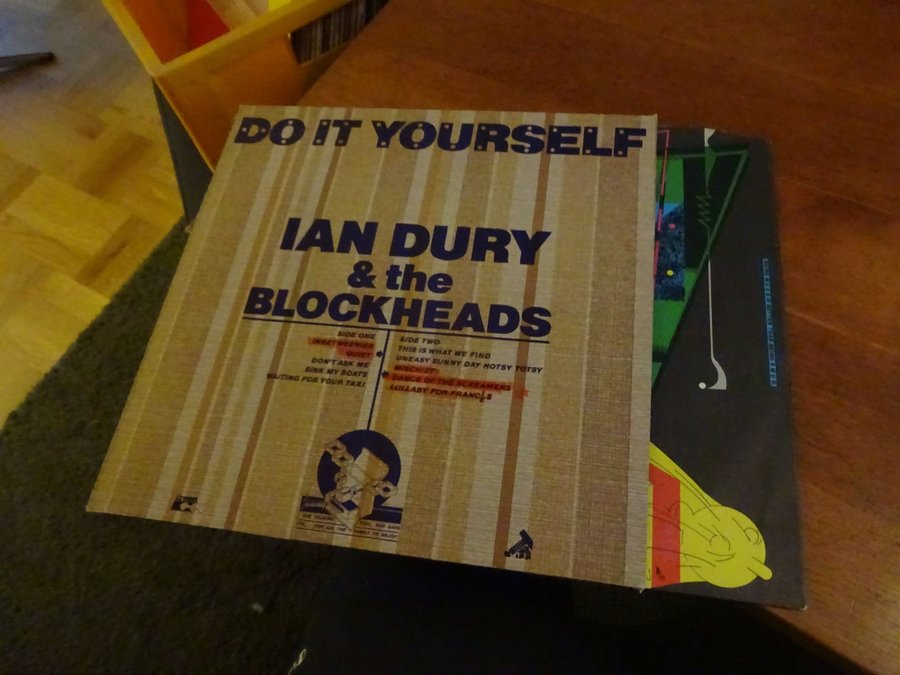 DO IT YOURSELF
IAN DURY
& the
BLOCKHEADS
SIDE ONE
INBETWEENIES
QUIET
DON'T ASK ME
SINK MY BOATS
WAITING FOR YOUR TAXI
SIDE TWO
THIS IS WHAT WE FIND
UNEASY SUNNY DAY HOTSY TOTSY
MISCHIEF
DANCE OF THE SCREAMERS
LULLABY FOR FRANCIS